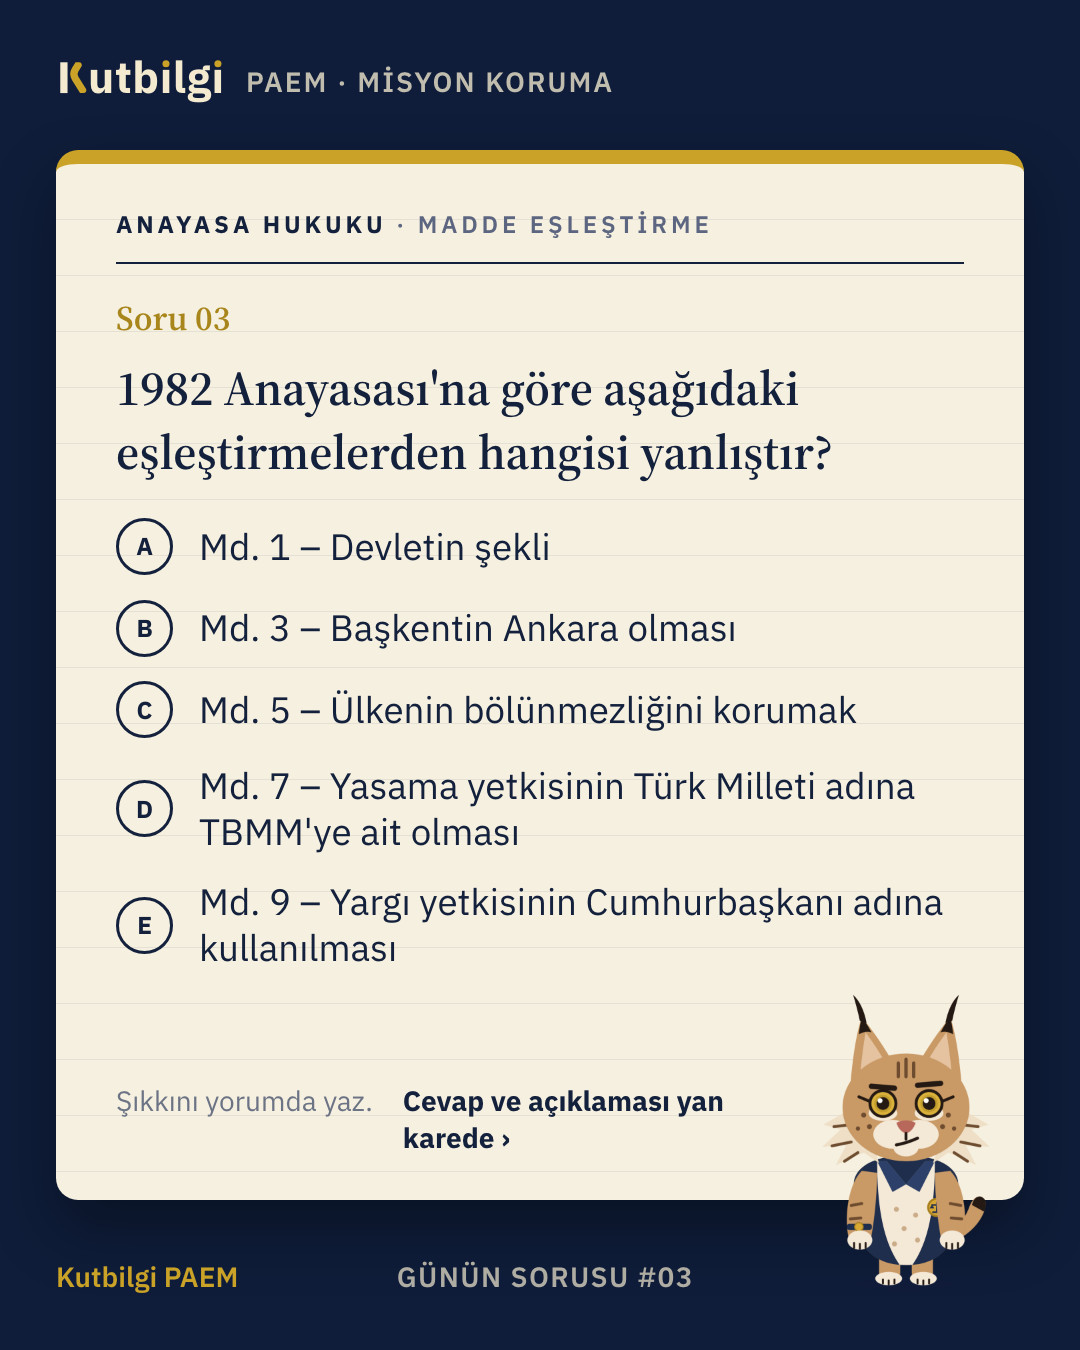 Kutbilgi PAEM · MİSYON KORUMA
ANAYASA HUKUKU · MADDE EŞLEŞTİRME
Soru 03
1982 Anayasası'na göre aşağıdaki
eşleştirmelerden hangisi yanlıştır?
A Md. 1 – Devletin şekli
B Md. 3 – Başkentin Ankara olması
C Md. 5 – Ülkenin bölünmezliğini korumak
D Md. 7 – Yasama yetkisinin Türk Milleti adına
TBMM'ye ait olması
E Md. 9 – Yargı yetkisinin Cumhurbaşkanı adına
kullanılması
Şıkkını yorumda yaz. Cevap ve açıklaması yan
karede ›
Kutbilgi PAEM GÜNÜN SORUSU #03